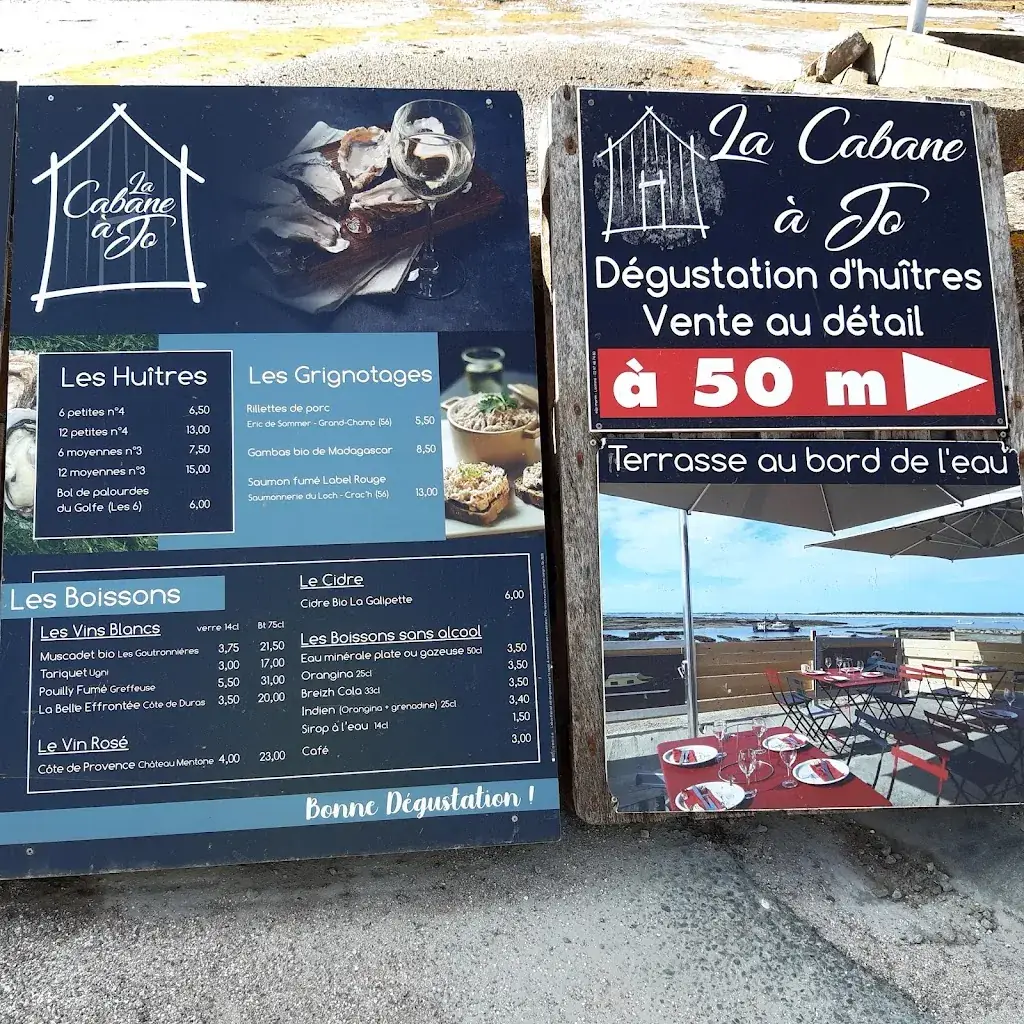 La
Cabane
à Jo
Les Huîtres
6 petites n°4 6,50
12 petites n°4 13,00
6 moyennes n°3 7,50
12 moyennes n°3 15,00
Bol de palourdes
du Golfe (Les 6) 6,00
Les Grignotages
Rillettes de porc
Eric de Sommer - Grand-Champ (56) 5,50
Gambas bio de Madagascar 8,50
Saumon fumé Label Rouge
Saumonnerie du Loch - Crac'h (56) 13,00
Les Boissons
Les Vins Blancs verre 14cl Bt 75cl
Muscadet bio Les Goutronnières 3,75 21,50
Tariquet Ugni 3,00 17,00
Pouilly Fumé Greffeuse 5,50 31,00
La Belle Effrontée Côte de Duras 3,50 20,00
Le Vin Rosé
Côte de Provence Château Mentone 4,00 23,00
Le Cidre
Cidre Bio La Galipette 6,00
Les Boissons sans alcool
Eau minérale plate ou gazeuse 50cl 3,50
Orangina 25cl 3,50
Breizh Cola 33cl 3,50
Indien (Orangina + grenadine) 25cl 3,40
Sirop à l'eau 14cl 1,50
Café 3,00
Bonne Dégustation !
La Cabane
à Jo
Dégustation d'huîtres
Vente au détail
à 50 m
Terrasse au bord de l'eau